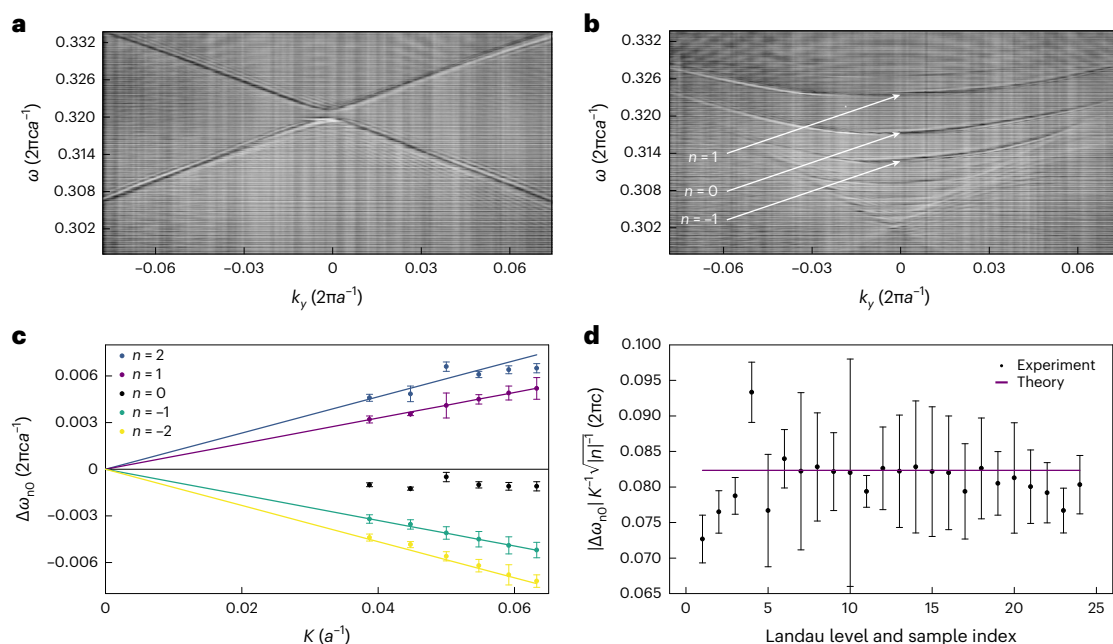 a
ω (2πca⁻¹)
0.332
0.326
0.320
0.314
0.308
0.302
−0.06
−0.03
0
0.03
0.06
k_y (2πa⁻¹)
b
ω (2πca⁻¹)
0.332
0.326
0.320
0.314
0.308
0.302
n = 1
n = 0
n = −1
−0.06
−0.03
0
0.03
0.06
k_y (2πa⁻¹)
c
Δω_n0 (2πca⁻¹)
0.006
0.003
0
−0.003
−0.006
n = 2
n = 1
n = 0
n = −1
n = −2
0
0.02
0.04
0.06
K (a⁻¹)
d
|Δω_n0| K⁻¹√|n|⁻¹ (2πc)
0.100
0.095
0.090
0.085
0.080
0.075
0.070
0.065
Experiment
Theory
0
5
10
15
20
25
Landau level and sample index